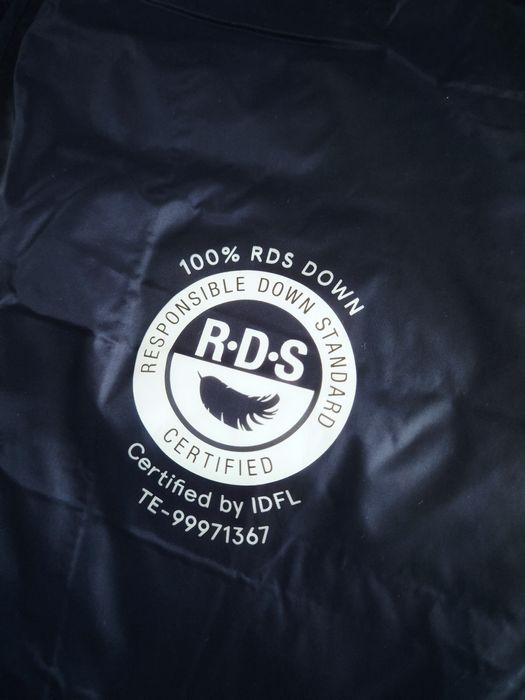 100% RDS DOWN
RESPONSIBLE DOWN STANDARD
R·D·S
CERTIFIED
Certified by IDFL
TE-99971367